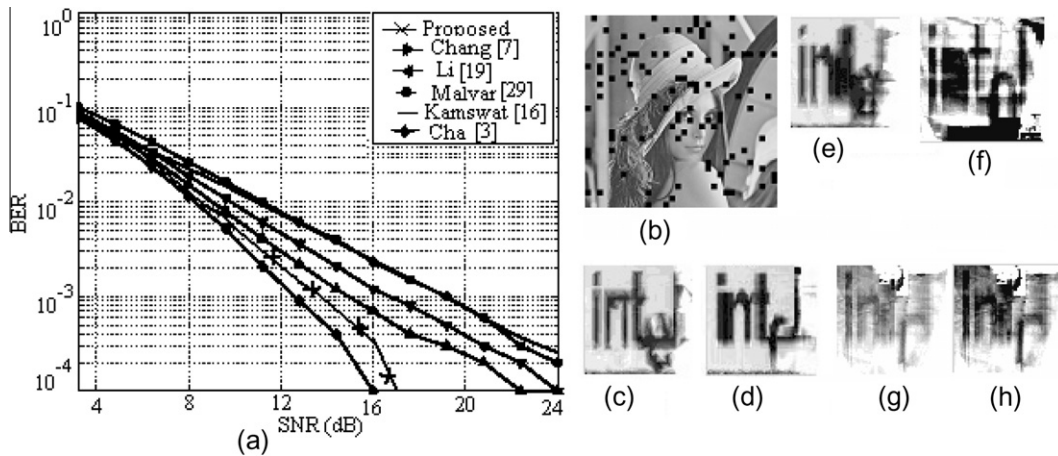 10^0
10^-1
10^-2
10^-3
10^-4
BER
4 8 12 16 20 24
SNR (dB)
Proposed
Chang [7]
Li [19]
Malvar [29]
Kamswat [16]
Cha [3]
(a)
(b)
(e)
(f)
(c)
(d)
(g)
(h)